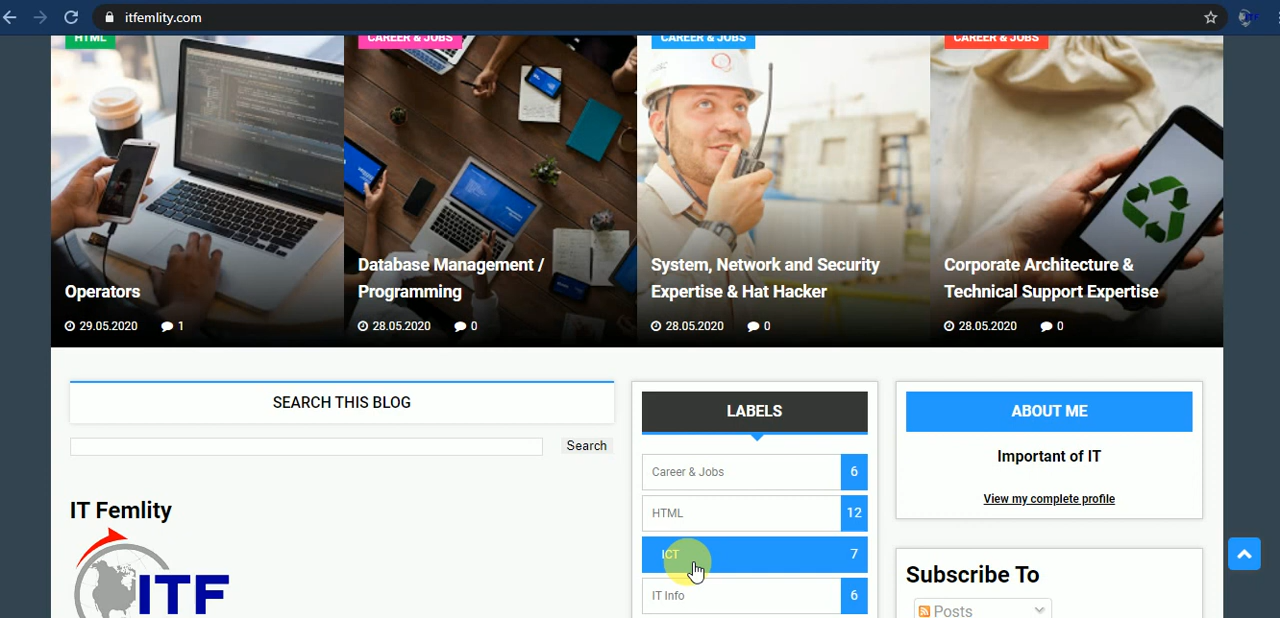 itfemlity.com
ITF
HTML
CAREER & JOBS
CAREER & JOBS
CAREER & JOBS
Operators
29.05.2020 1
Database Management /
Programming
28.05.2020 0
System, Network and Security
Expertise & Hat Hacker
28.05.2020 0
Corporate Architecture &
Technical Support Expertise
28.05.2020 0
SEARCH THIS BLOG
Search
IT Femlity
ITF
LABELS
Career & Jobs 6
HTML 12
ICT 7
IT Info 6
ABOUT ME
Important of IT
View my complete profile
Subscribe To
Posts